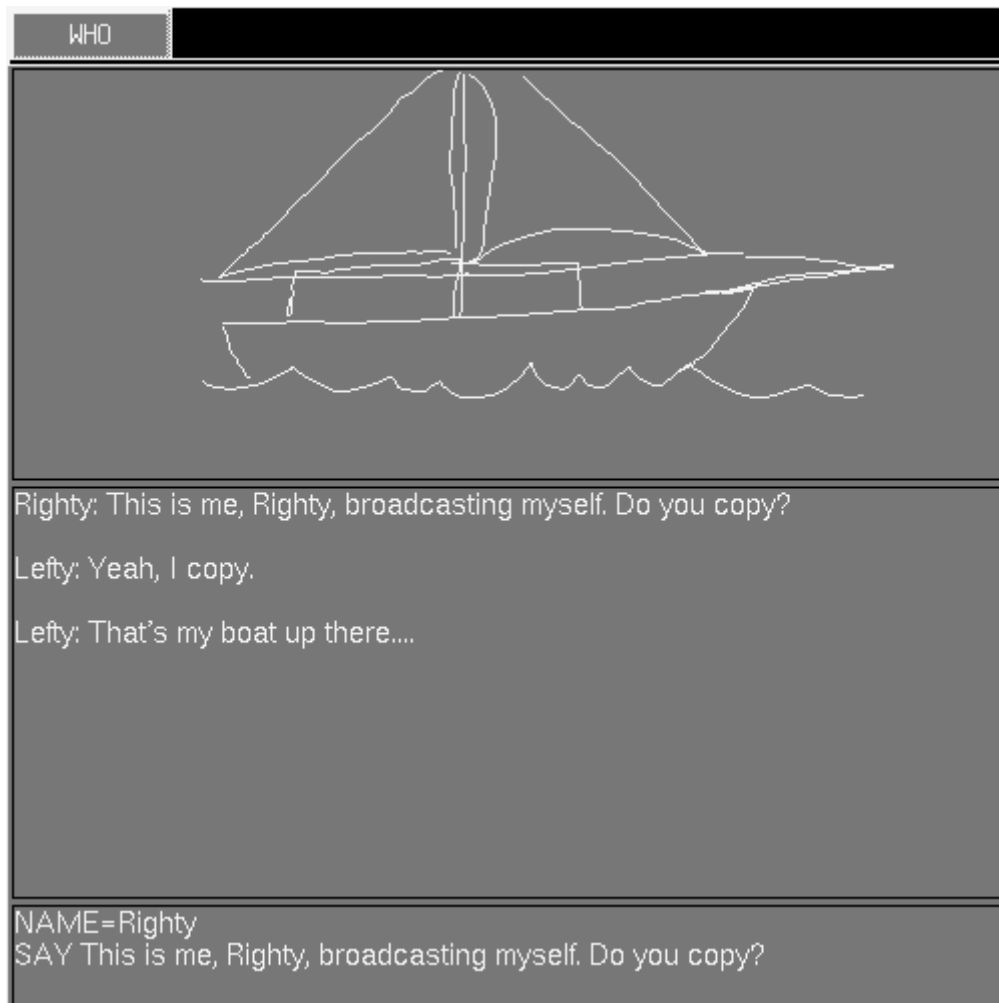 WHO
Righty: This is me, Righty, broadcasting myself. Do you copy?
Lefty: Yeah, I copy.
Lefty: That's my boat up there....
NAME=Righty
SAY This is me, Righty, broadcasting myself. Do you copy?